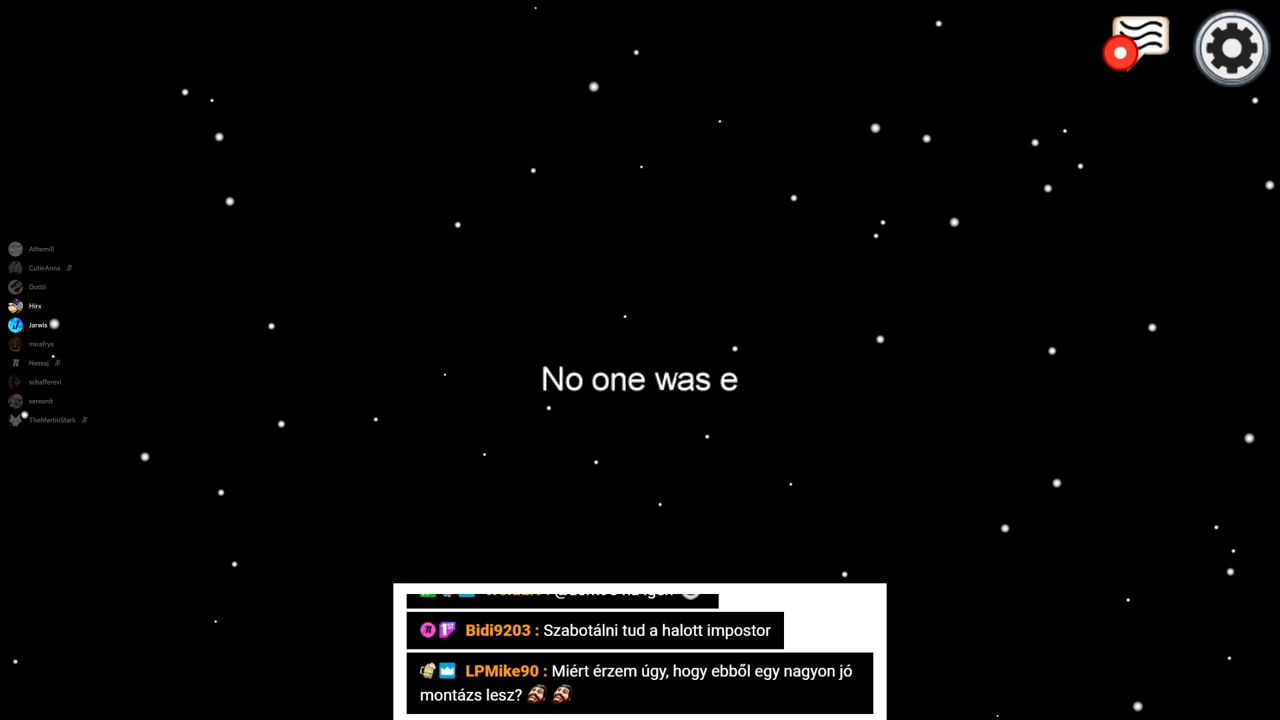 Athemilj
CutieAnna
Dottii
Hirx
Jarwis
mirafrye
Nessaj
schafferevi
sereenit
TheMartinStark
No one was e
Bidi9203 : Szabotálni tud a halott impostor
LPMike90 : Miért érzem úgy, hogy ebből egy nagyon jó
montázs lesz?